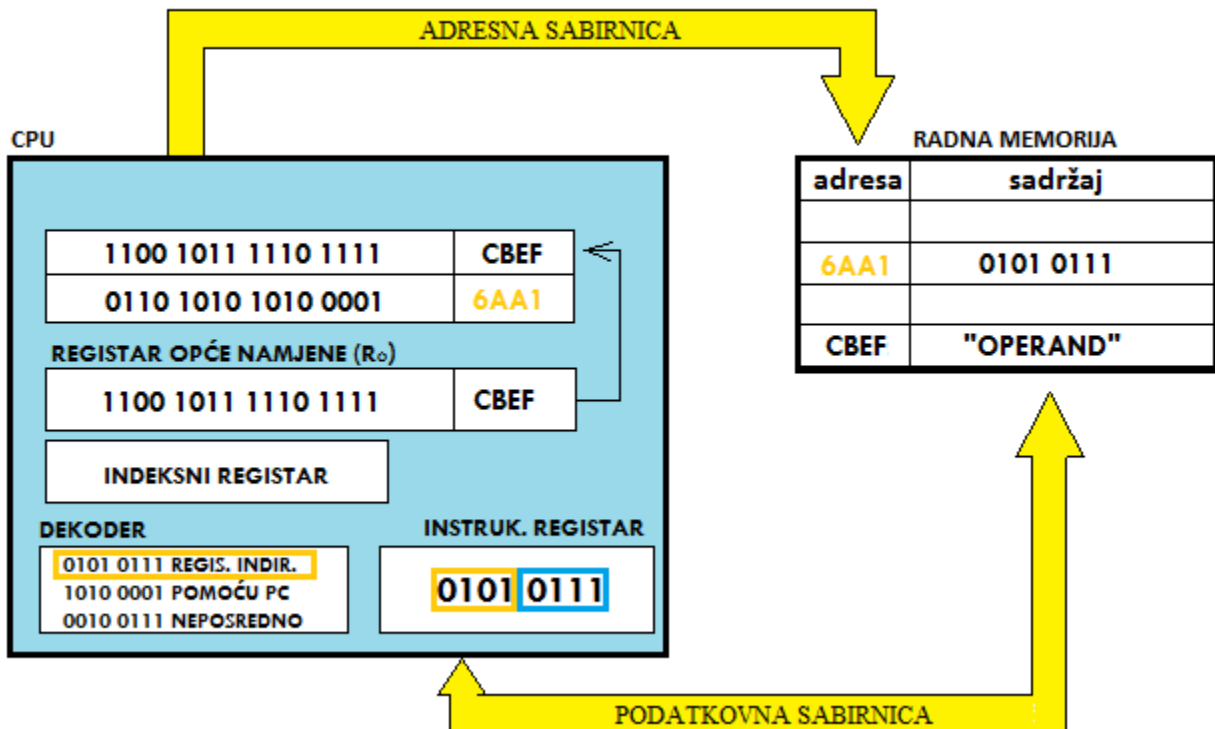 ADRESNA SABIRNICA
CPU
RADNA MEMORIJA
adresa sadržaj
1100 1011 1110 1111 CBEF
6AA1 0101 0111
0110 1010 1010 0001 6AA1
CBEF "OPERAND"
REGISTAR OPĆE NAMJENE (R₀)
1100 1011 1110 1111 CBEF
INDEKSNI REGISTAR
DEKODER
INSTRUK. REGISTAR
0101 0111 REGIS. INDIR.
1010 0001 POMOĆU PC
0010 0111 NEPOSREDNO
0101 0111
PODATKOVNA SABIRNICA